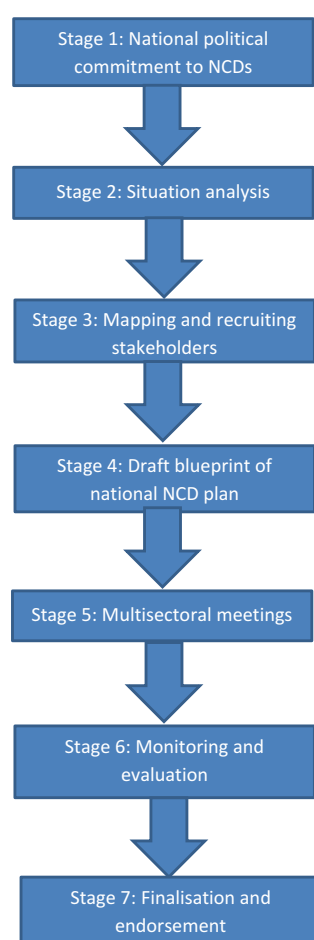 Stage 1: National political
commitment to NCDs
Stage 2: Situation analysis
Stage 3: Mapping and recruiting
stakeholders
Stage 4: Draft blueprint of
national NCD plan
Stage 5: Multisectoral meetings
Stage 6: Monitoring and
evaluation
Stage 7: Finalisation and
endorsement